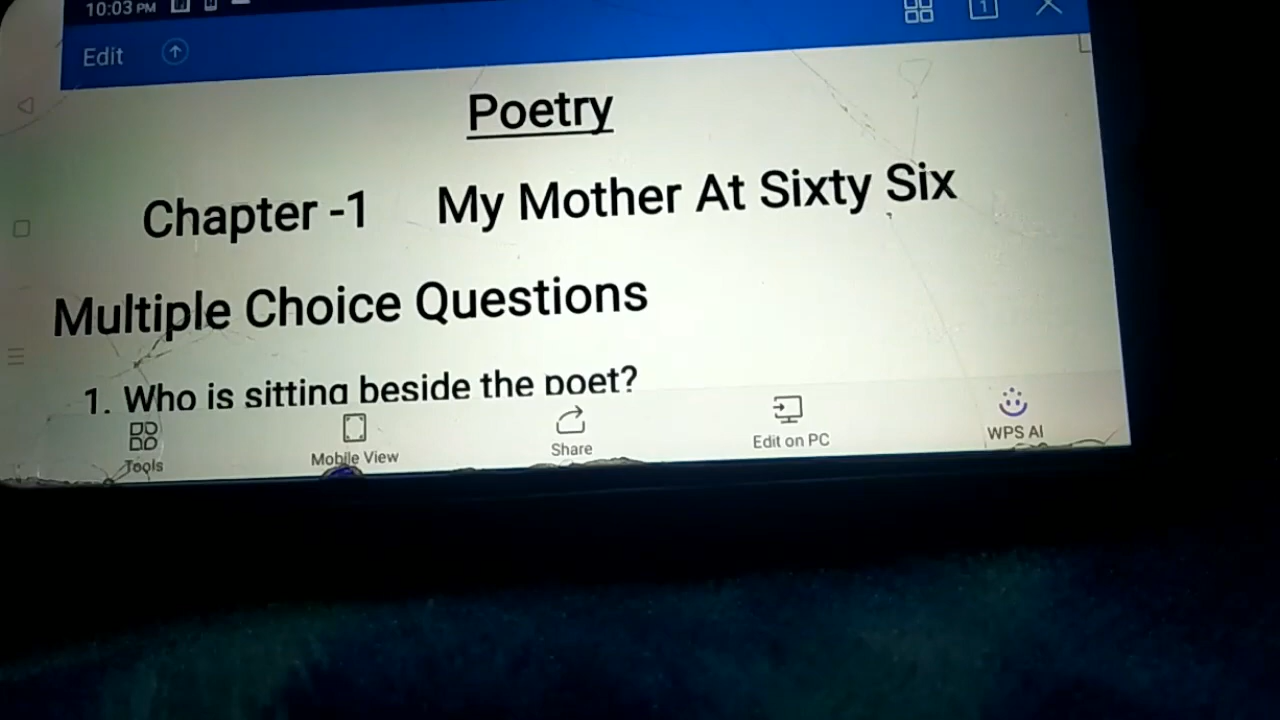 10:03 PM
1
Edit
Poetry
Chapter -1 My Mother At Sixty Six
Multiple Choice Questions
1. Who is sitting beside the poet?
Tools
Mobile View
Share
Edit on PC
WPS AI